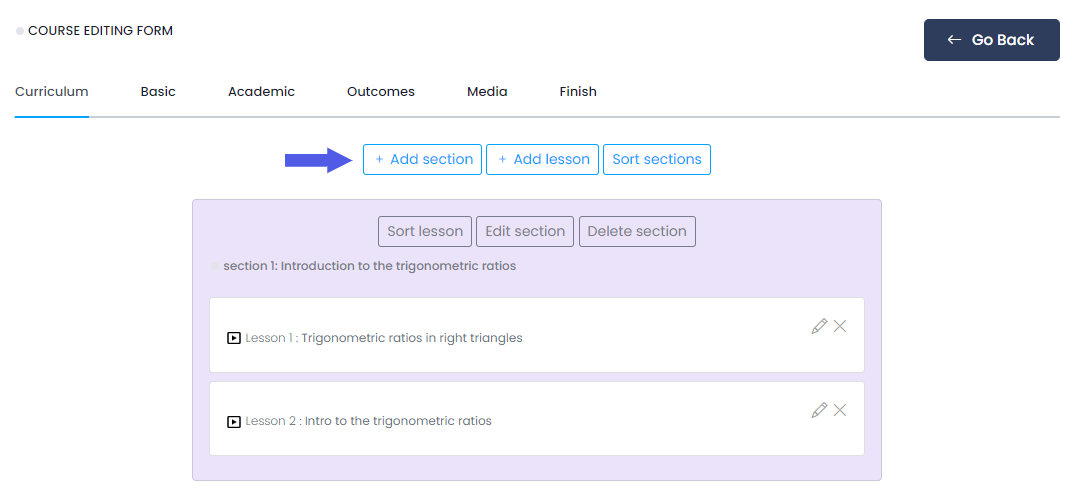 COURSE EDITING FORM
← Go Back
Curriculum Basic Academic Outcomes Media Finish
+ Add section + Add lesson Sort sections
Sort lesson Edit section Delete section
section 1: Introduction to the trigonometric ratios
Lesson 1 : Trigonometric ratios in right triangles
Lesson 2 : Intro to the trigonometric ratios